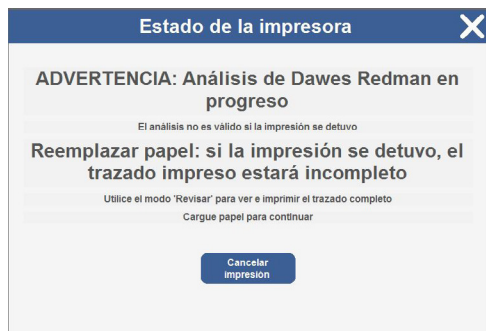 Estado de la impresora
ADVERTENCIA: Análisis de Dawes Redman en
progreso
El análisis no es válido si la impresión se detuvo
Reemplazar papel: si la impresión se detuvo, el
trazado impreso estará incompleto
Utilice el modo 'Revisar' para ver e imprimir el trazado completo
Cargue papel para continuar
Cancelar
impresión